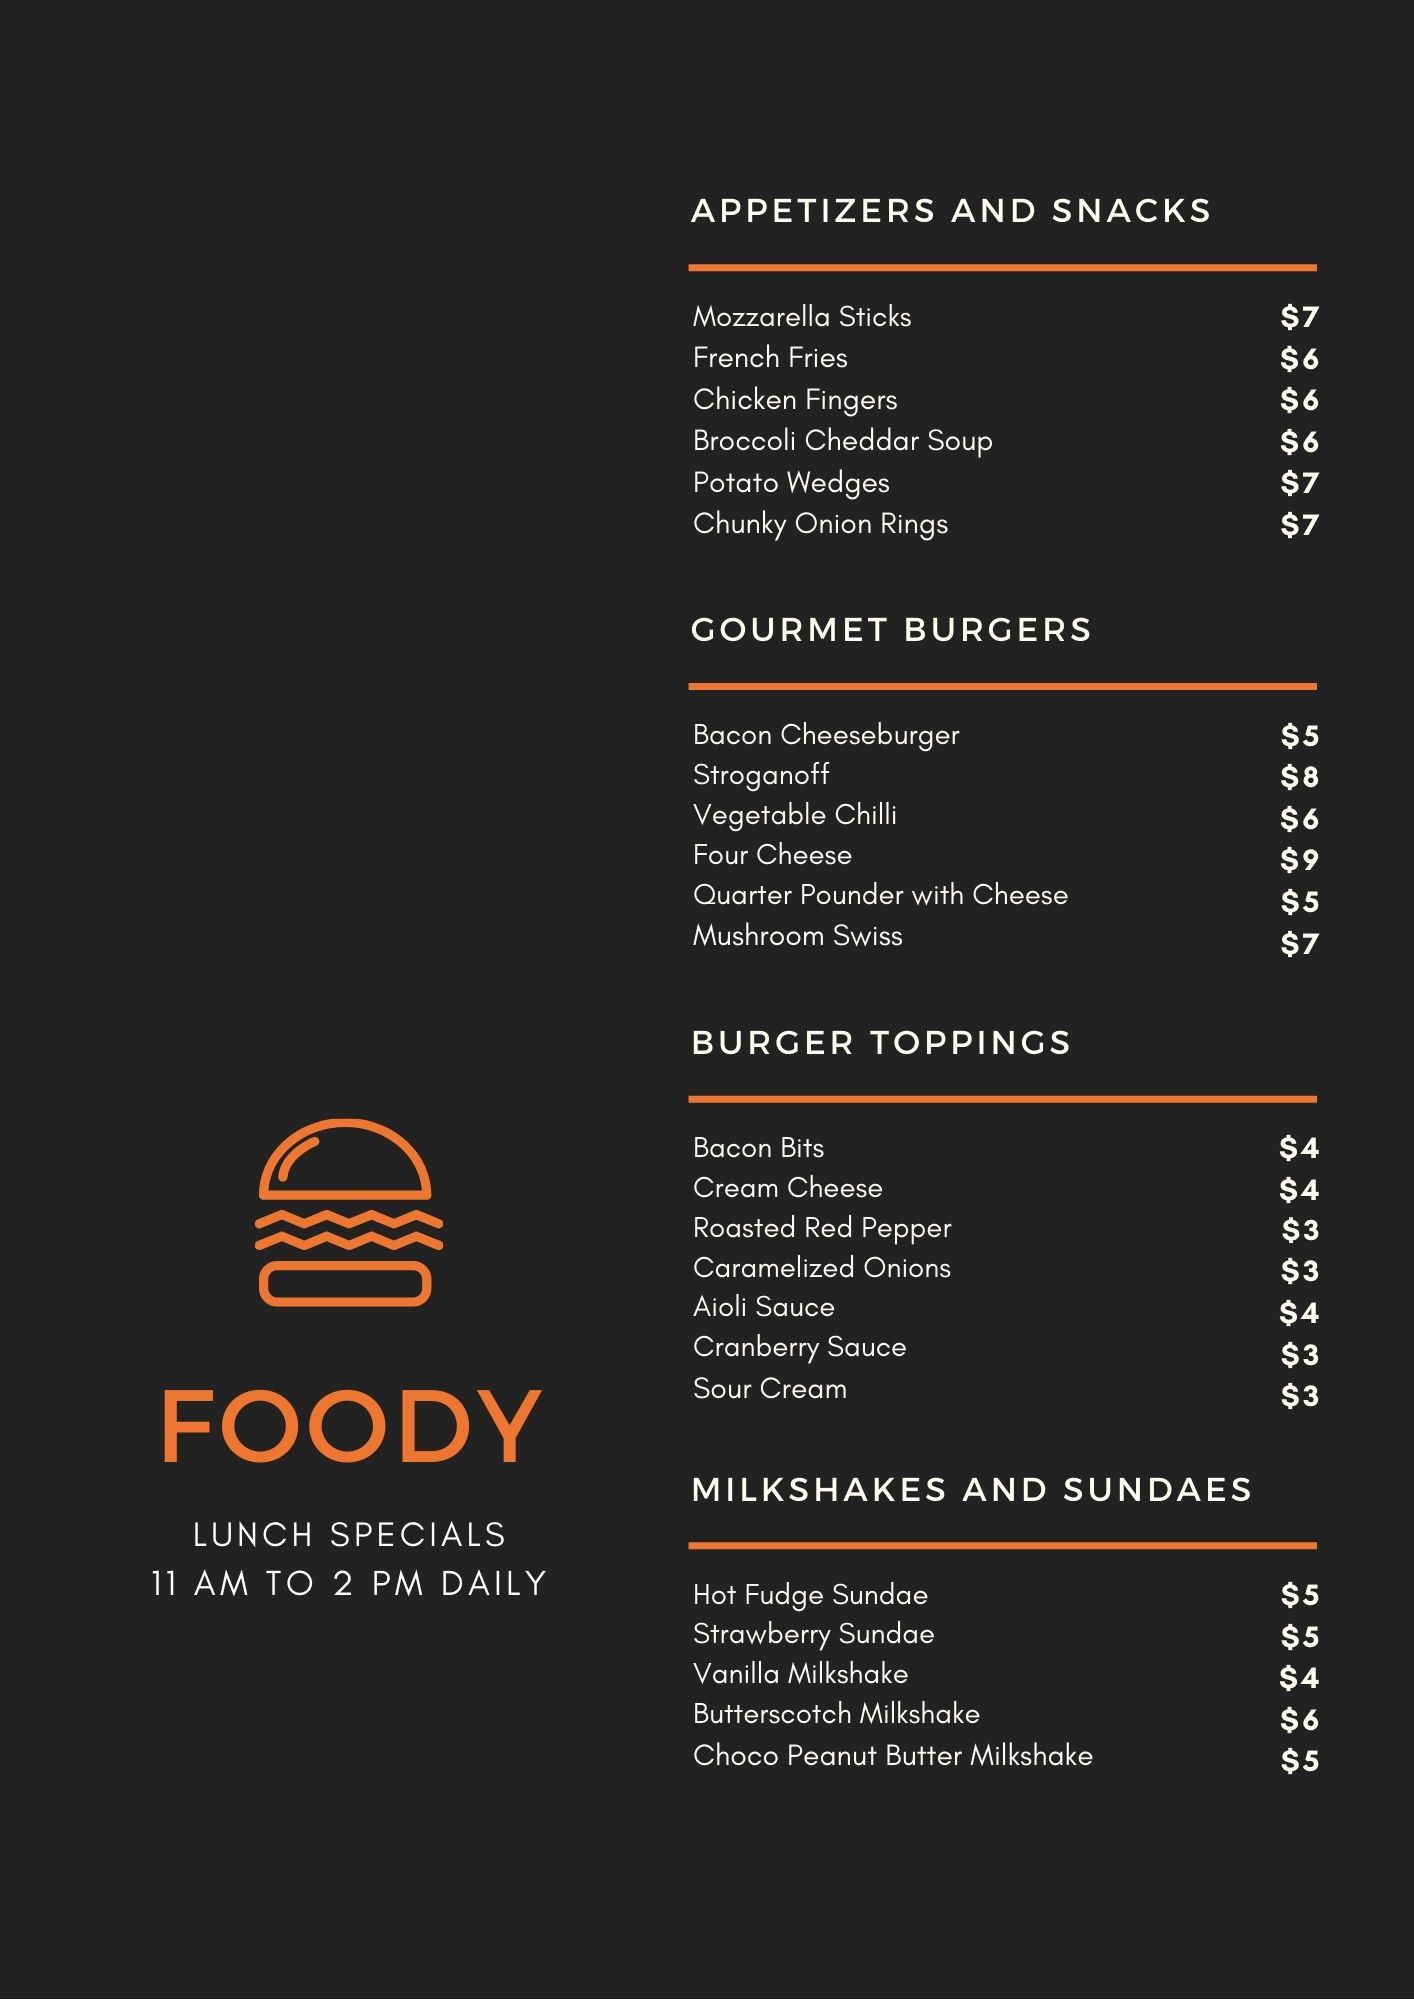 APPETIZERS AND SNACKS
Mozzarella Sticks $7
French Fries $6
Chicken Fingers $6
Broccoli Cheddar Soup $6
Potato Wedges $7
Chunky Onion Rings $7
GOURMET BURGERS
Bacon Cheeseburger $5
Stroganoff $8
Vegetable Chilli $6
Four Cheese $9
Quarter Pounder with Cheese $5
Mushroom Swiss $7
BURGER TOPPINGS
Bacon Bits $4
Cream Cheese $4
Roasted Red Pepper $3
Caramelized Onions $3
Aioli Sauce $4
Cranberry Sauce $3
Sour Cream $3
MILKSHAKES AND SUNDAES
Hot Fudge Sundae $5
Strawberry Sundae $5
Vanilla Milkshake $4
Butterscotch Milkshake $6
Choco Peanut Butter Milkshake $5
FOODY
LUNCH SPECIALS
11 AM TO 2 PM DAILY